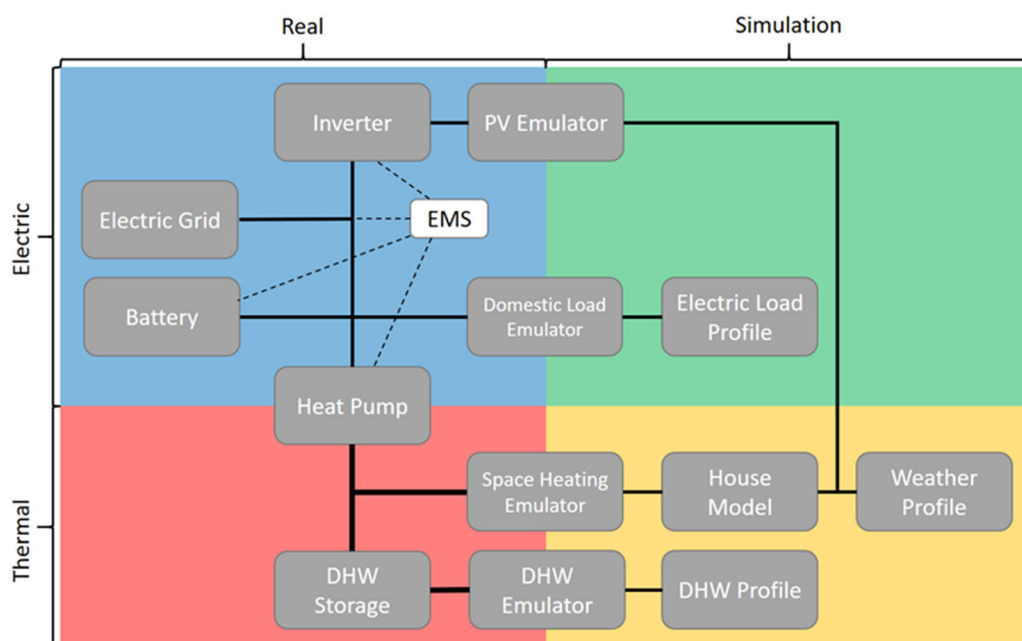 Real
Simulation
Electric
Thermal
Inverter
PV Emulator
Electric Grid
EMS
Battery
Domestic Load
Emulator
Electric Load
Profile
Heat Pump
Space Heating
Emulator
House
Model
Weather
Profile
DHW
Storage
DHW
Emulator
DHW Profile